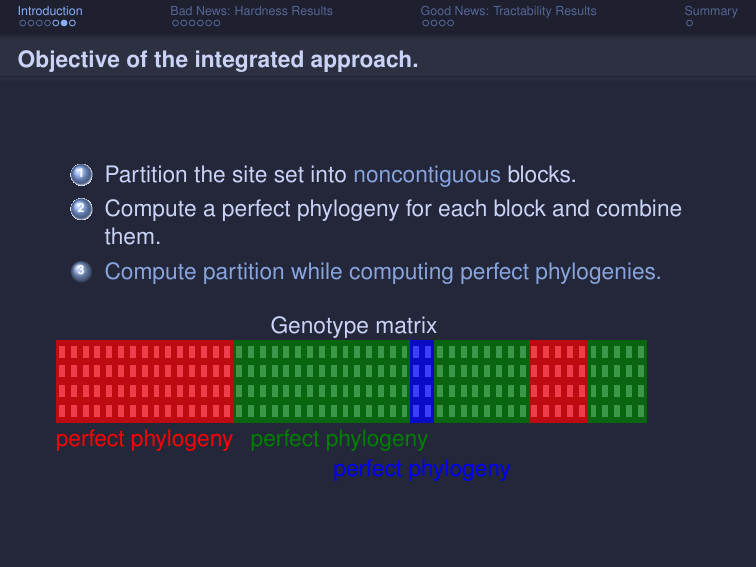 Introduction
Bad News: Hardness Results
Good News: Tractability Results
Summary
Objective of the integrated approach.
1 Partition the site set into noncontiguous blocks.
2 Compute a perfect phylogeny for each block and combine
them.
3 Compute partition while computing perfect phylogenies.
Genotype matrix
perfect phylogeny perfect phylogeny
perfect phylogeny